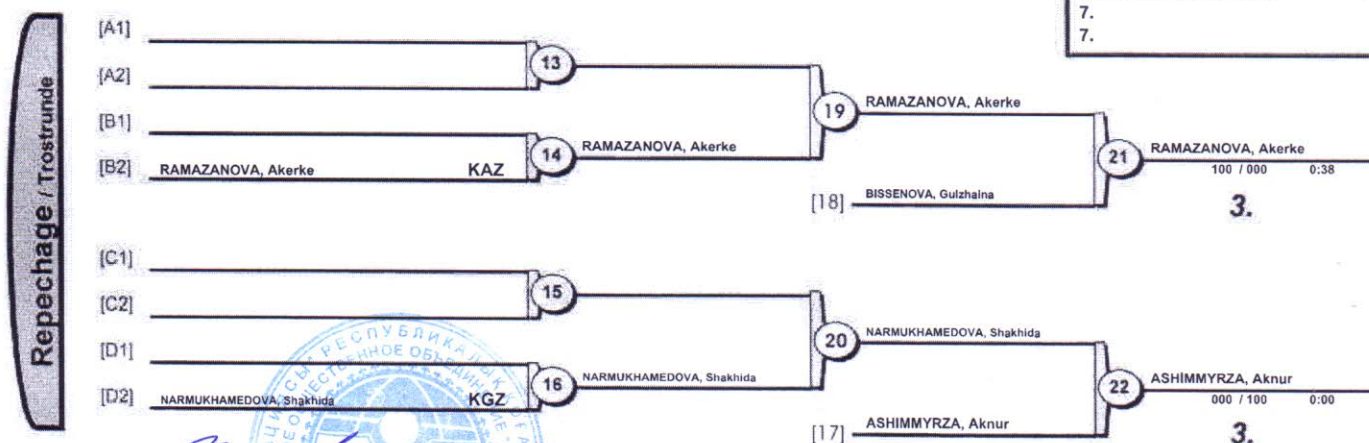 7.
7.
Repechage / Trostrunde
[A1]
[A2]
13
[B1]
[B2] RAMAZANOVA, Akerke KAZ
14 RAMAZANOVA, Akerke
19 RAMAZANOVA, Akerke
[18] BISSENOVA, Gulzhaina
21 RAMAZANOVA, Akerke
100 / 000 0:38
3.
[C1]
[C2]
15
[D1]
[D2] NARMUKHAMEDOVA, Shakhida KGZ
16 NARMUKHAMEDOVA, Shakhida
20 NARMUKHAMEDOVA, Shakhida
[17] ASHIMMYRZA, Aknur
22 ASHIMMYRZA, Aknur
000 / 100 0:00
3.
РЕСПУБЛИКАЛЫҚ